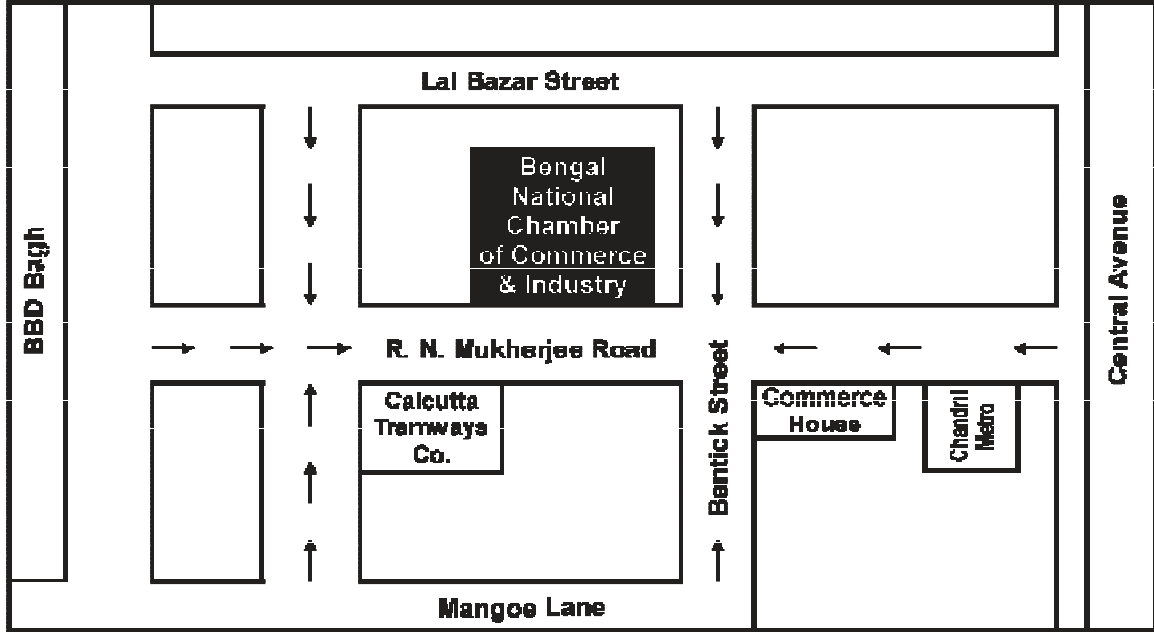 Lal Bazar Street
Bengal
National
Chamber
of Commerce
& Industry
BBD Bagh
Central Avenue
R. N. Mukherjee Road
Bentick Street
Calcutta
Tramways
Co.
Commerce
House
Chandni
Metro
Mangoe Lane